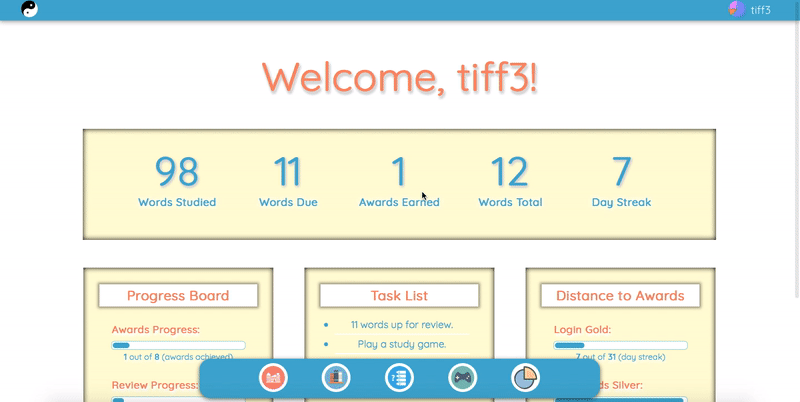 tiff3
Welcome, tiff3!
98
Words Studied
11
Words Due
1
Awards Earned
12
Words Total
7
Day Streak
Progress Board
Awards Progress:
1 out of 8 (awards achieved)
Review Progress:
Task List
11 words up for review.
Play a study game.
Distance to Awards
Login Gold:
7 out of 31 (day streak)
Silver: